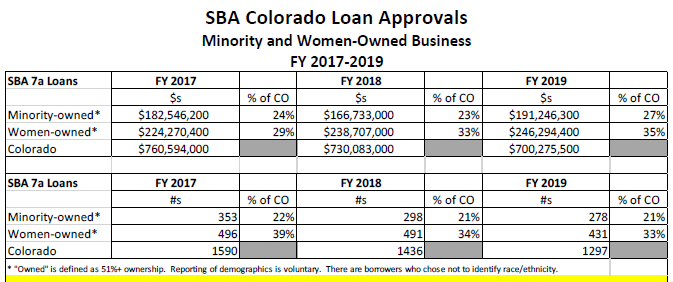 SBA Colorado Loan Approvals
Minority and Women-Owned Business
FY 2017-2019
SBA 7a Loans FY 2017 FY 2018 FY 2019
$s % of CO $s % of CO $s % of CO
Minority-owned* $182,546,200 24% $166,733,000 23% $191,246,300 27%
Women-owned* $224,270,400 29% $238,707,000 33% $246,294,400 35%
Colorado $760,594,000 $730,083,000 $700,275,500
SBA 7a Loans FY 2017 FY 2018 FY 2019
#s % of CO #s % of CO #s % of CO
Minority-owned* 353 22% 298 21% 278 21%
Women-owned* 496 39% 491 34% 431 33%
Colorado 1590 1436 1297
* "Owned" is defined as 51%+ ownership. Reporting of demographics is voluntary. There are borrowers who chose not to identify race/ethnicity.